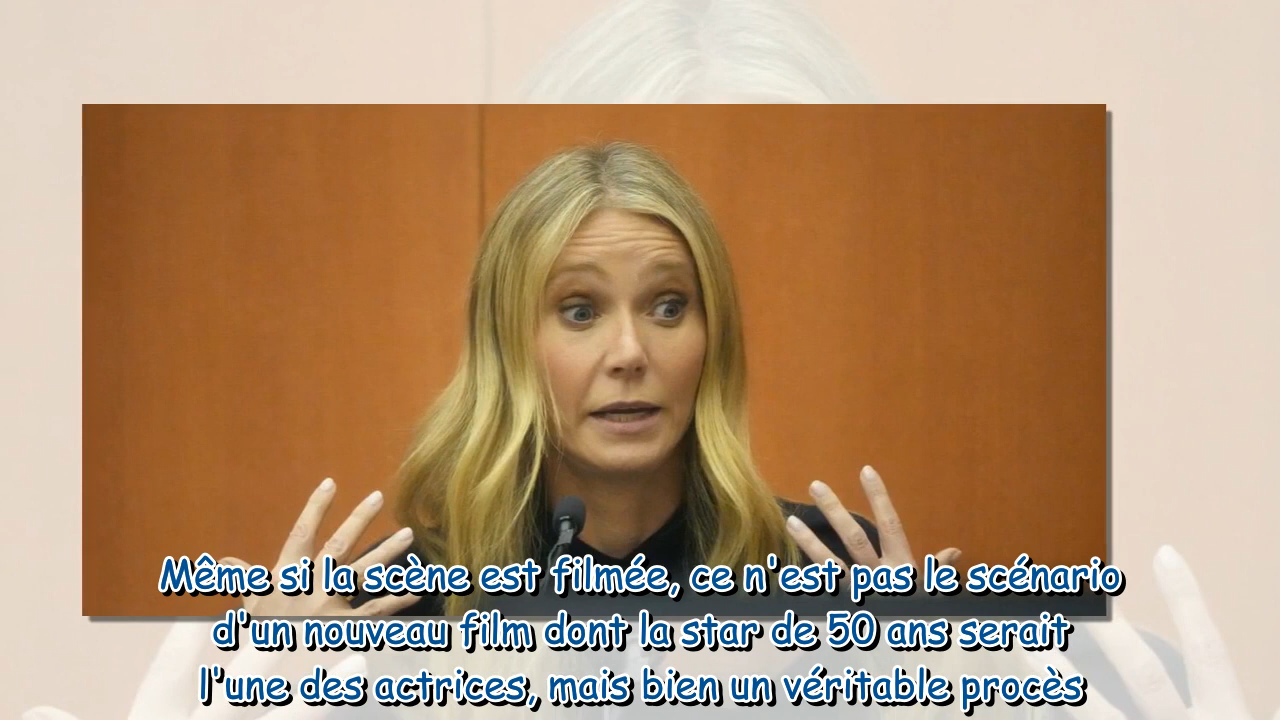 Même si la scène est filmée, ce n'est pas le scénario
d'un nouveau film dont la star de 50 ans serait
l'une des actrices, mais bien un véritable procès